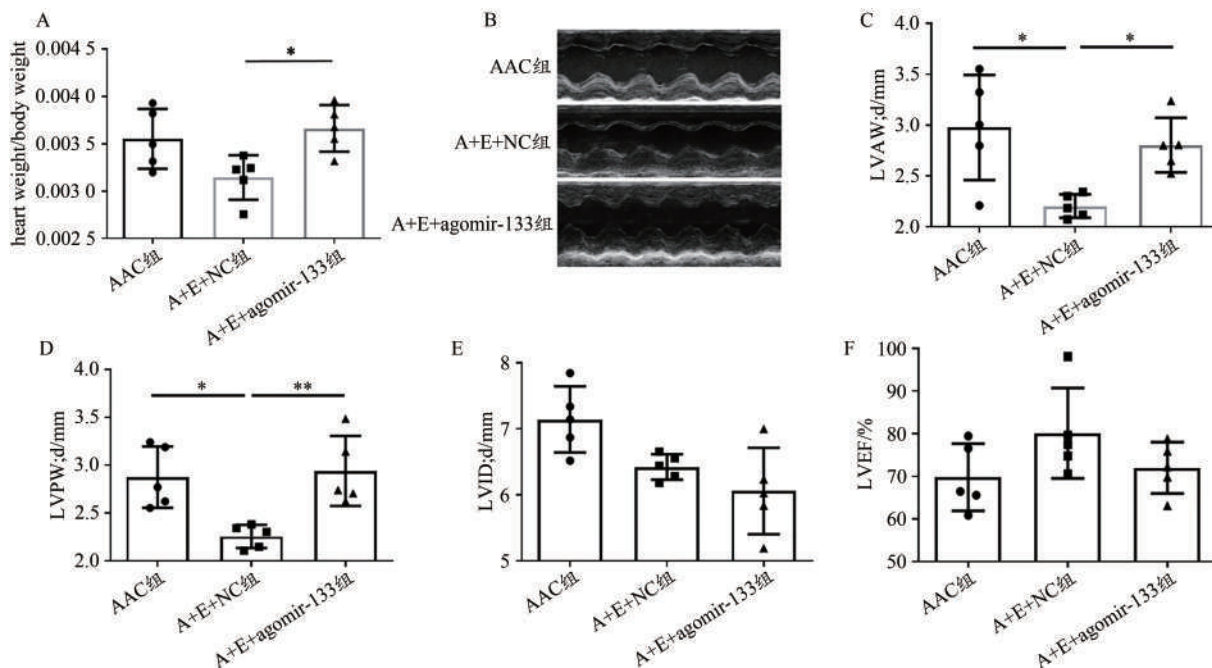 A
heart weight/body weight
0.004 5
0.004 0
0.003 5
0.003 0
0.002 5
*
AAC组
A+E+NC组
A+E+agomir-133组
B
AAC组
A+E+NC组
A+E+agomir-133组
C
LVAW;d/mm
4.0
3.5
3.0
2.5
2.0
*
*
AAC组
A+E+NC组
A+E+agomir-133组
D
LVPW;d/mm
4.0
3.5
3.0
2.5
2.0
*
**
AAC组
A+E+NC组
A+E+agomir-133组
E
LVID;d/mm
8
7
6
5
AAC组
A+E+NC组
A+E+agomir-133组
F
LVEF/%
100
90
80
70
60
50
AAC组
A+E+NC组
A+E+agomir-133组